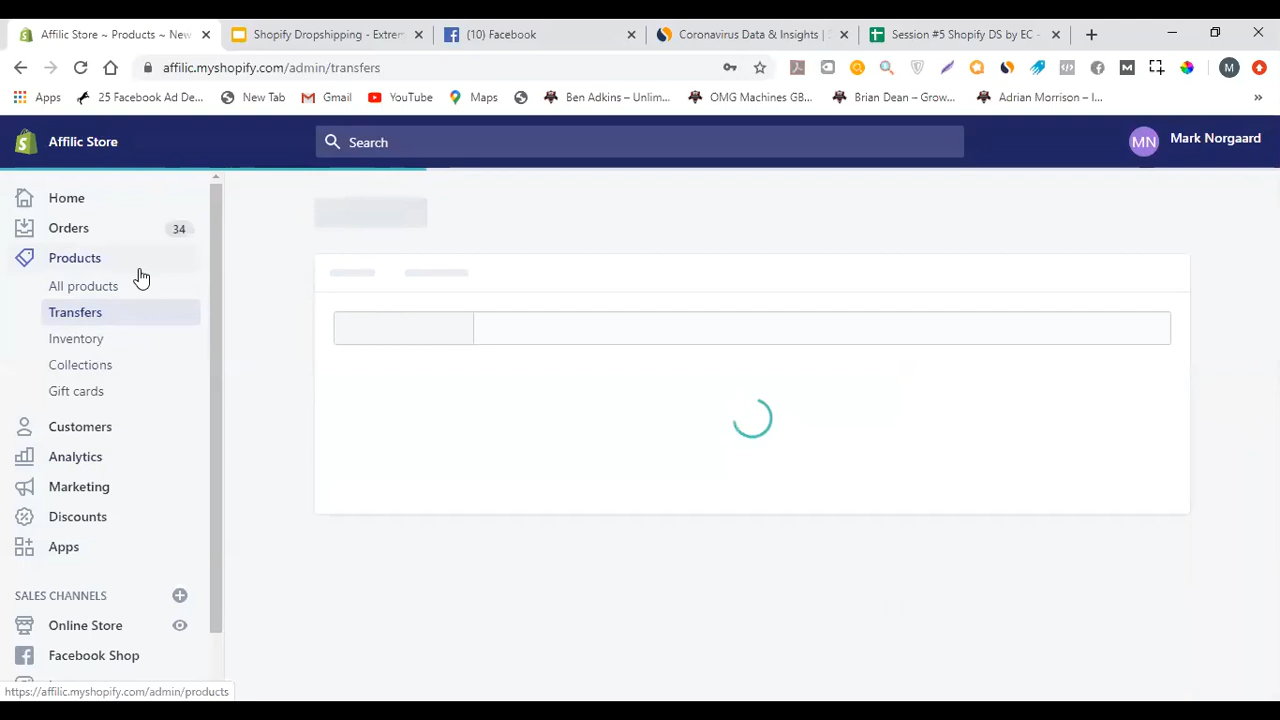 Affilic Store ~ Products ~ New
Shopify Dropshipping - Extrem
(10) Facebook
Coronavirus Data & Insights | S
Session #5 Shopify DS by EC -
affilic.myshopify.com/admin/transfers
M
Apps
25 Facebook Ad De...
New Tab
Gmail
YouTube
Maps
Ben Adkins – Unlim...
OMG Machines GB...
Brian Dean – Grow...
Adrian Morrison – I...
»
Affilic Store
Search
MN
Mark Norgaard
Home
Orders
34
Products
All products
Transfers
Inventory
Collections
Gift cards
Customers
Analytics
Marketing
Discounts
Apps
SALES CHANNELS
Online Store
Facebook Shop
https://affilic.myshopify.com/admin/products